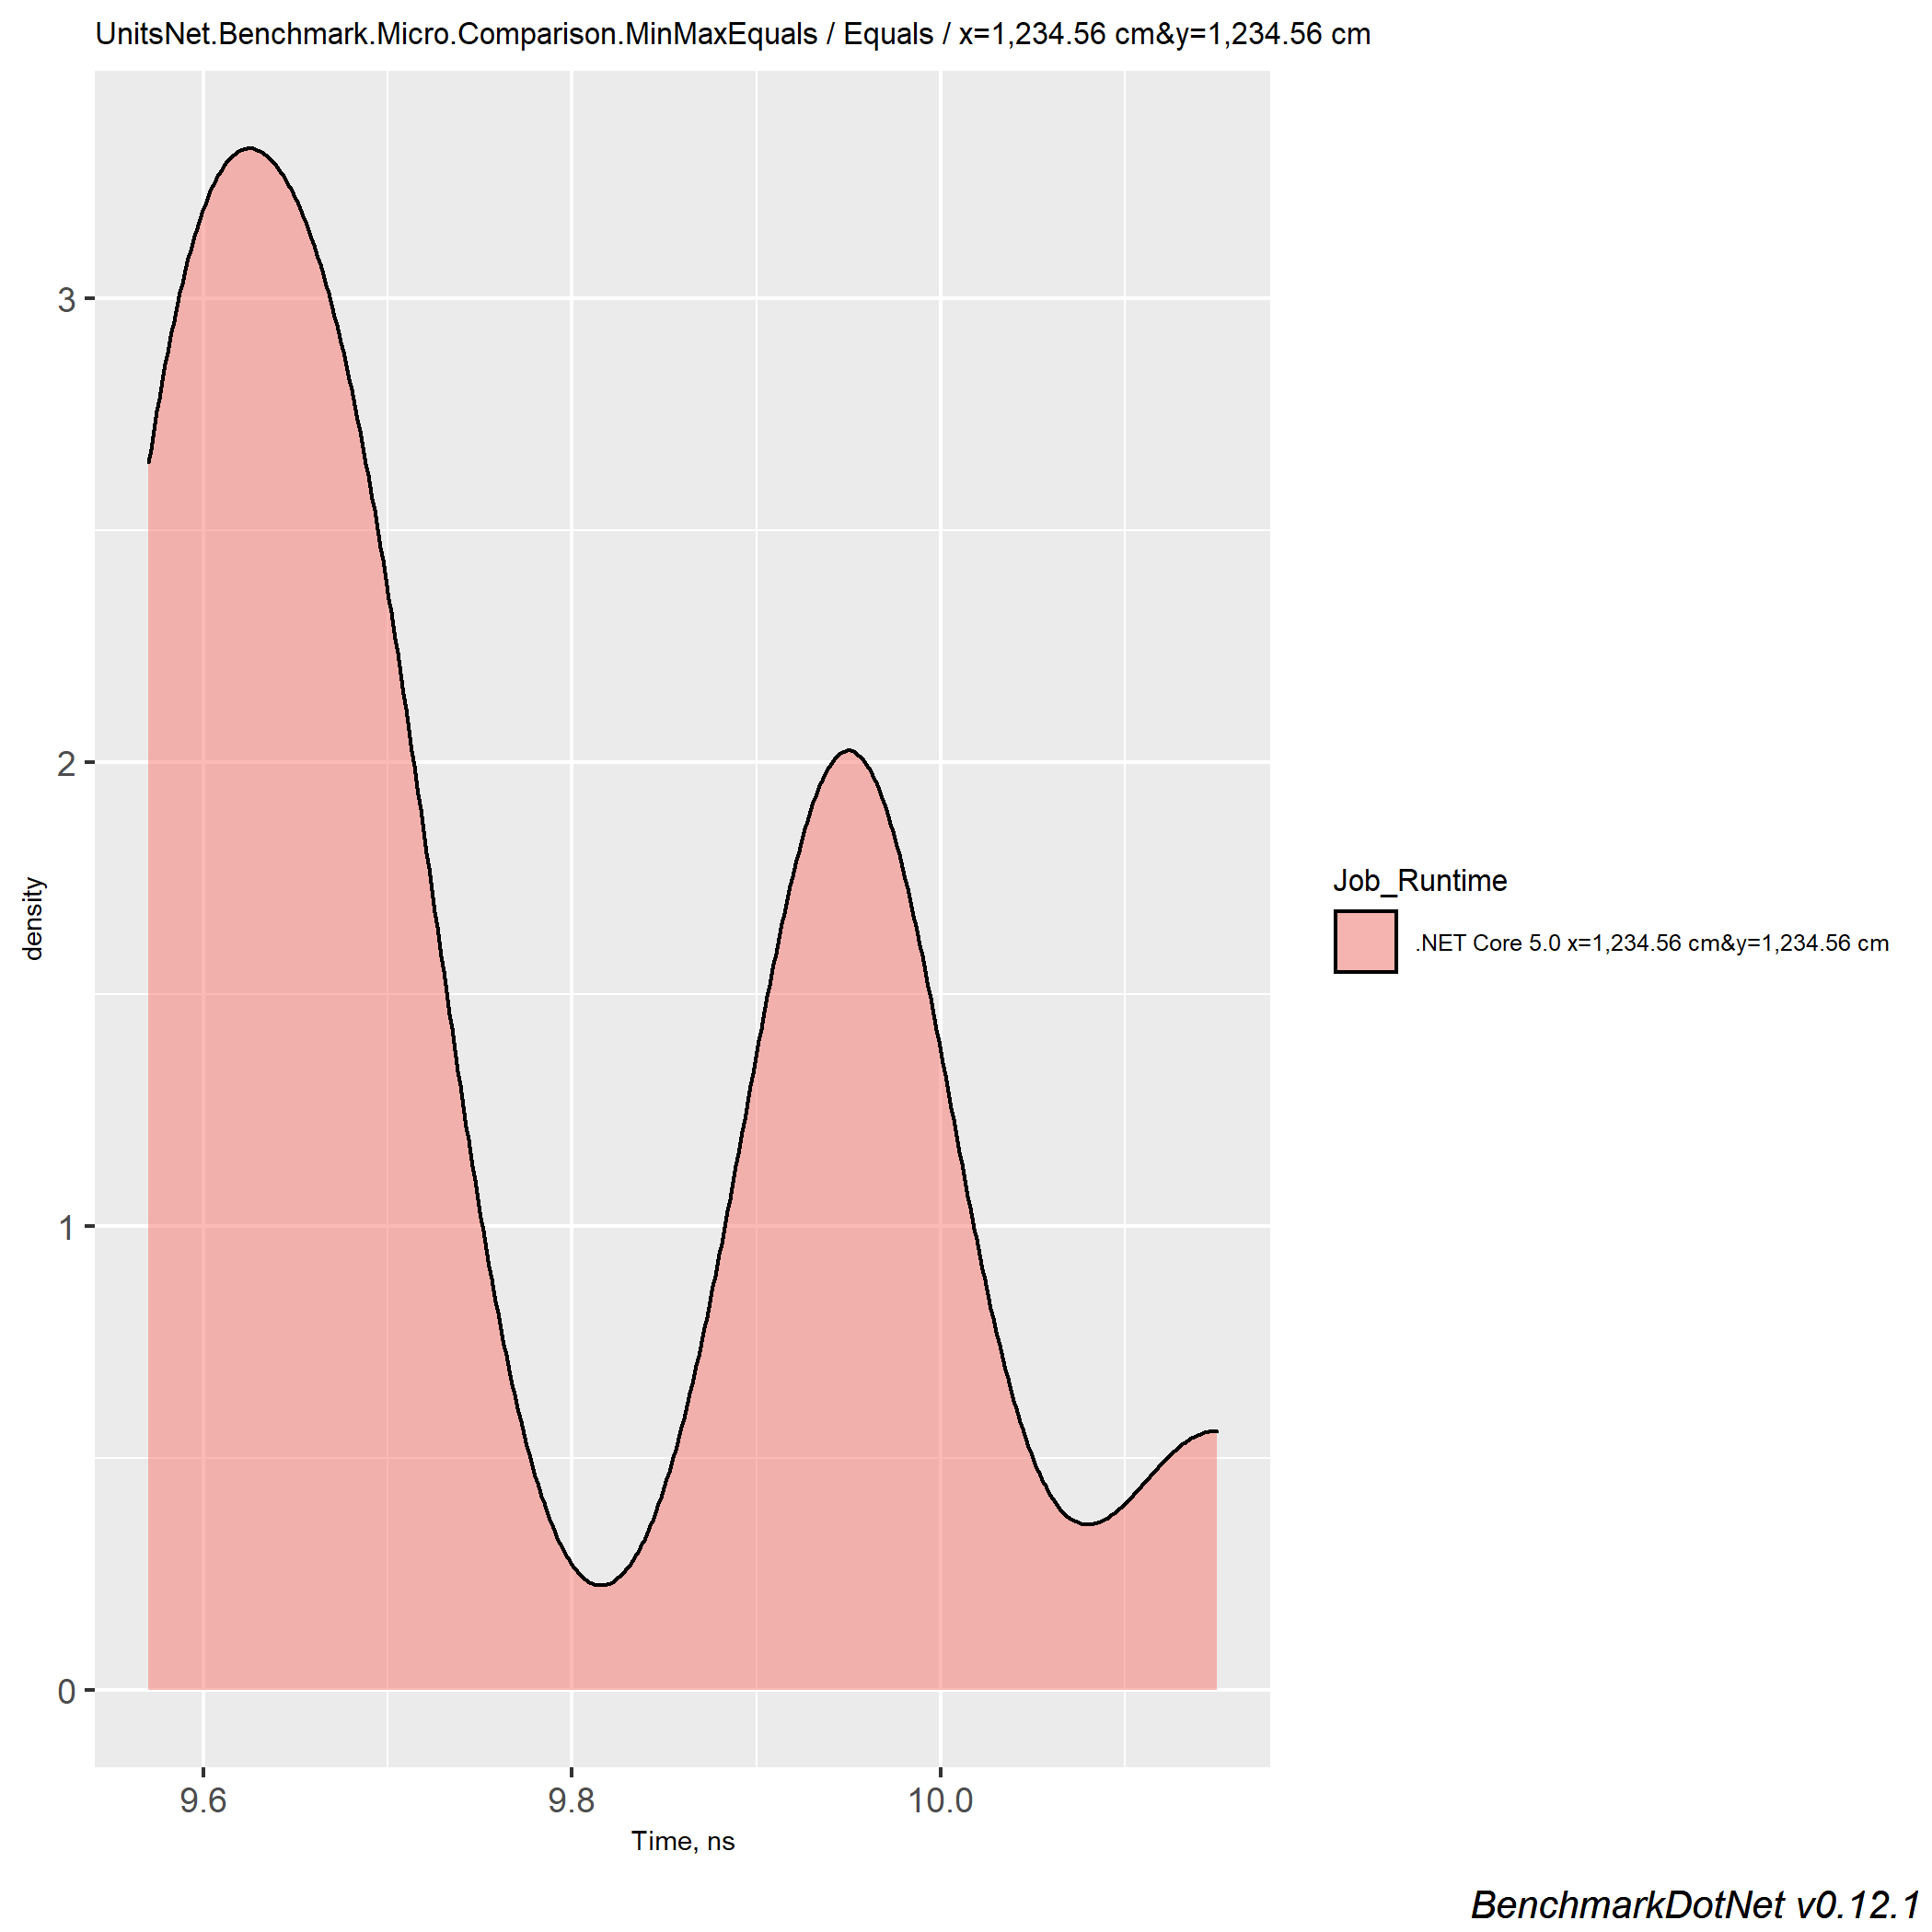 UnitsNet.Benchmark.Micro.Comparison.MinMaxEquals / Equals / x=1,234.56 cm&y=1,234.56 cm
3
2
1
0
density
9.6 9.8 10.0
Time, ns
Job_Runtime
.NET Core 5.0 x=1,234.56 cm&y=1,234.56 cm
BenchmarkDotNet v0.12.1